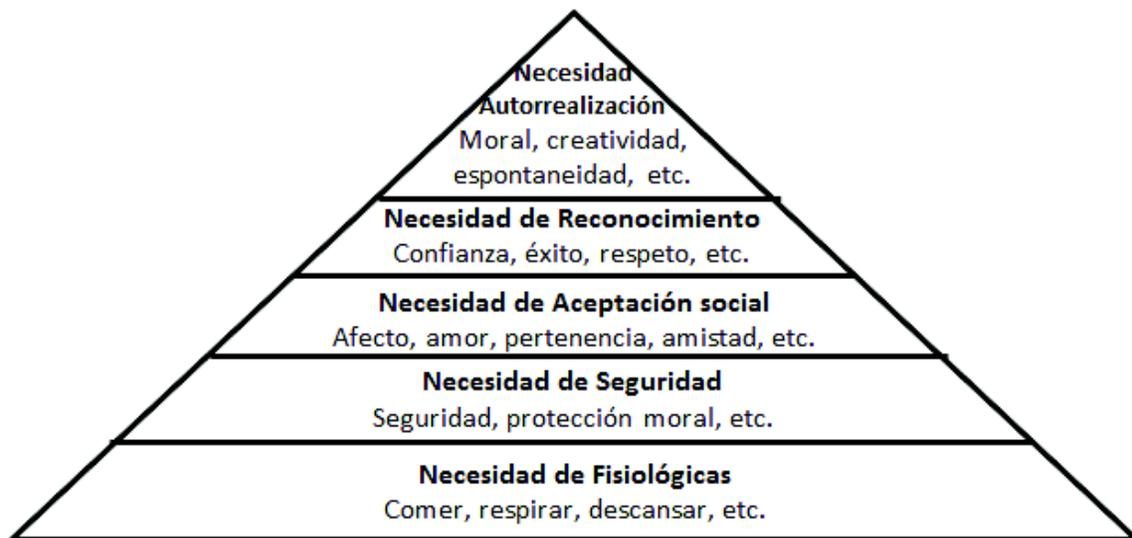 Necesidad
Autorrealización
Moral, creatividad,
espontaneidad, etc.
Necesidad de Reconocimiento
Confianza, éxito, respeto, etc.
Necesidad de Aceptación social
Afecto, amor, pertenencia, amistad, etc.
Necesidad de Seguridad
Seguridad, protección moral, etc.
Necesidad de Fisiológicas
Comer, respirar, descansar, etc.